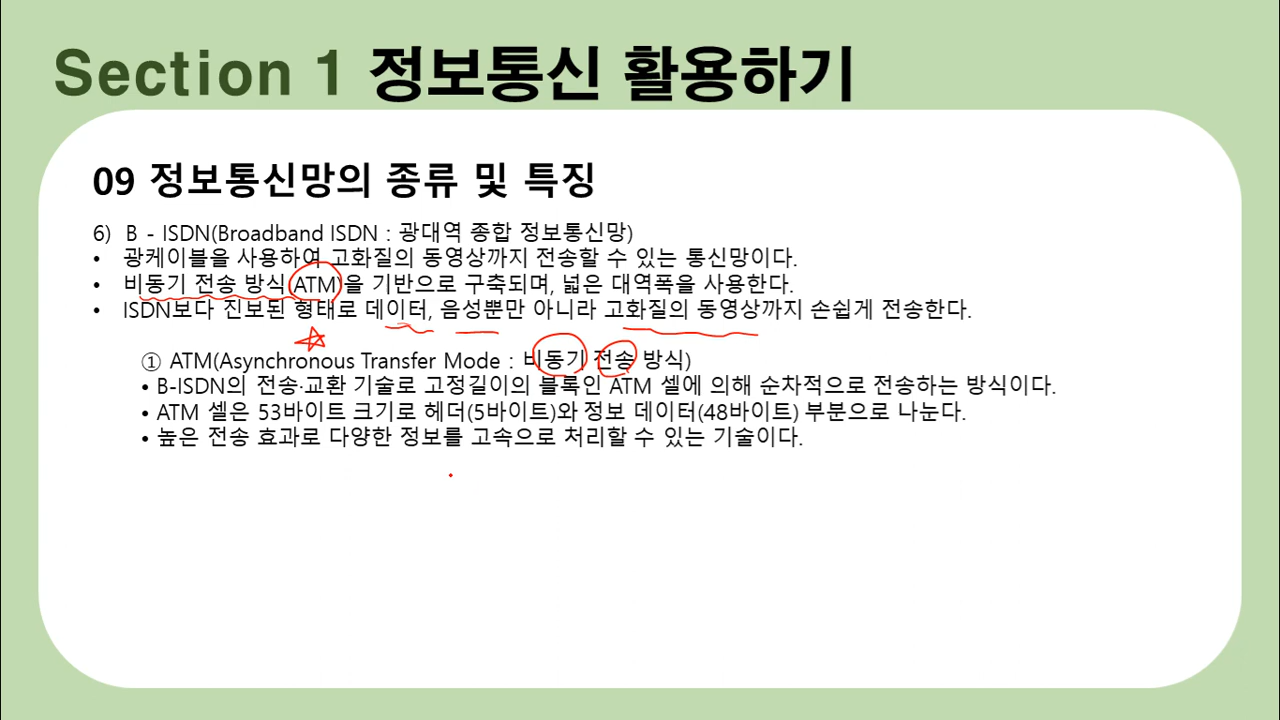 Section 1 정보통신 활용하기
09 정보통신망의 종류 및 특징
6) B - ISDN(Broadband ISDN : 광대역 종합 정보통신망)
• 광케이블을 사용하여 고화질의 동영상까지 전송할 수 있는 통신망이다.
• 비동기 전송 방식(ATM)을 기반으로 구축되며, 넓은 대역폭을 사용한다.
• ISDN보다 진보된 형태로 데이터, 음성뿐만 아니라 고화질의 동영상까지 손쉽게 전송한다.
① ATM(Asynchronous Transfer Mode : 비동기 전송 방식)
• B-ISDN의 전송·교환 기술로 고정길이의 블록인 ATM 셀에 의해 순차적으로 전송하는 방식이다.
• ATM 셀은 53바이트 크기로 헤더(5바이트)와 정보 데이터(48바이트) 부분으로 나눈다.
• 높은 전송 효과로 다양한 정보를 고속으로 처리할 수 있는 기술이다.